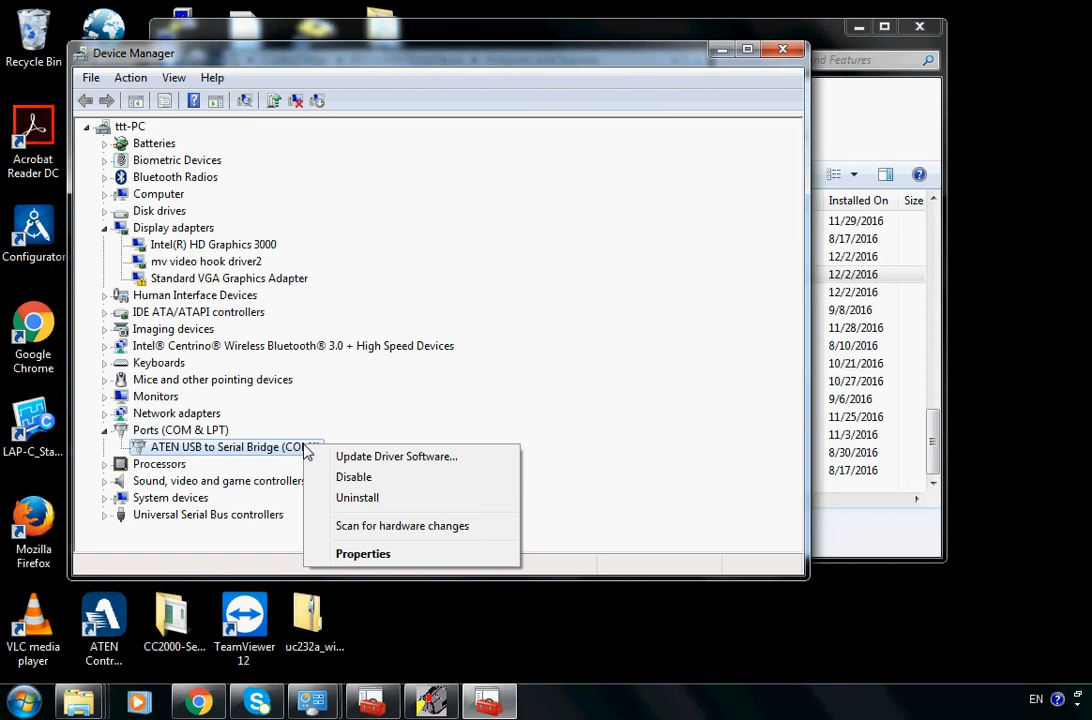 Recycle Bin
Acrobat
Reader DC
Configurator
Google
Chrome
LAP-C_Sta...
Mozilla
Firefox
VLC media
player
ATEN
Contr...
CC2000-Se...
TeamViewer
12
uc232a_wi...
Device Manager
File Action View Help
ttt-PC
Batteries
Biometric Devices
Bluetooth Radios
Computer
Disk drives
Display adapters
Intel(R) HD Graphics 3000
mv video hook driver2
Standard VGA Graphics Adapter
Human Interface Devices
IDE ATA/ATAPI controllers
Imaging devices
Intel® Centrino® Wireless Bluetooth® 3.0 + High Speed Devices
Keyboards
Mice and other pointing devices
Monitors
Network adapters
Ports (COM & LPT)
ATEN USB to Serial Bridge
Processors
Sound, video and game controllers
System devices
Universal Serial Bus controllers
Update Driver Software...
Disable
Uninstall
Scan for hardware changes
Properties
and Features
Installed On Size
11/29/2016
8/17/2016
12/2/2016
12/2/2016
12/2/2016
9/8/2016
11/28/2016
8/10/2016
10/21/2016
10/27/2016
9/6/2016
11/25/2016
11/3/2016
8/30/2016
8/17/2016
EN